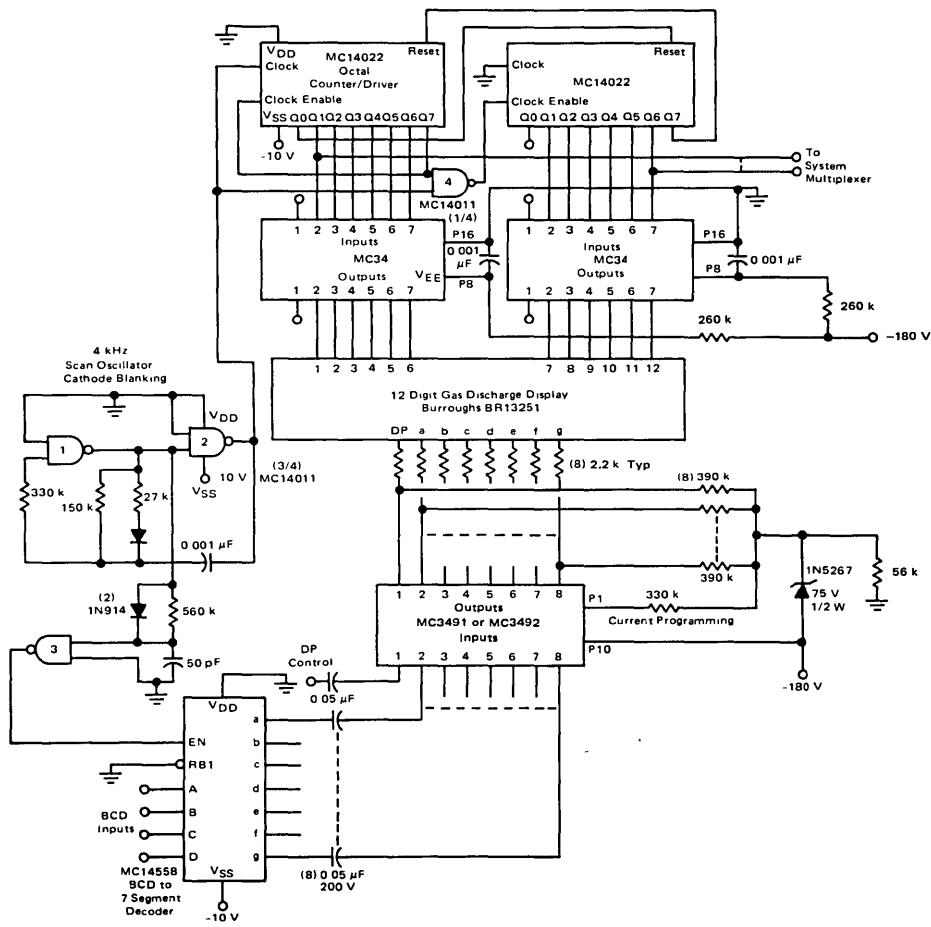 VDD
MC14022
Octal
Counter/Driver
Reset
Clock
Clock Enable
VSS Q0 Q1 Q2 Q3 Q4 Q5 Q6 Q7
-10 V
Reset
Clock
MC14022
Clock Enable
Q0 Q1 Q2 Q3 Q4 Q5 Q6 Q7
To
System
Multiplexer
4
MC14011
(1/4)
1 2 3 4 5 6 7
Inputs
MC34
Outputs
VEE
1 2 3 4 5 6 7
P16
0 001
μF
P8
1 2 3 4 5 6 7
Inputs
MC34
Outputs
1 2 3 4 5 6 7
P16
0 001 μF
P8
260 k
260 k
-180 V
4 kHz
Scan Oscillator
Cathode Blanking
1 2 3 4 5 6 7 8 9 10 11 12
12 Digit Gas Discharge Display
Burroughs BR13251
DP a b c d e f g
VDD
1
2
10 V
VSS
(3/4)
MC14011
330 k
150 k
27 k
0 001 μF
(8) 2.2 k Typ
(8) 390 k
390 k
1N5267
75 V
1/2 W
56 k
-180 V
(2)
1N914
560 k
50 pF
3
1 2 3 4 5 6 7 8
Outputs
MC3491 or MC3492
Inputs
1 2 3 4 5 6 7 8
P1
330 k
Current Programming
P10
DP
Control
0 05 μF
VDD
EN
RB1
A
B
C
D
BCD
Inputs
a
b
c
d
e
f
g
VSS
-10 V
MC14558
BCD to
7 Segment
Decoder
(8) 0 05 μF
200 V